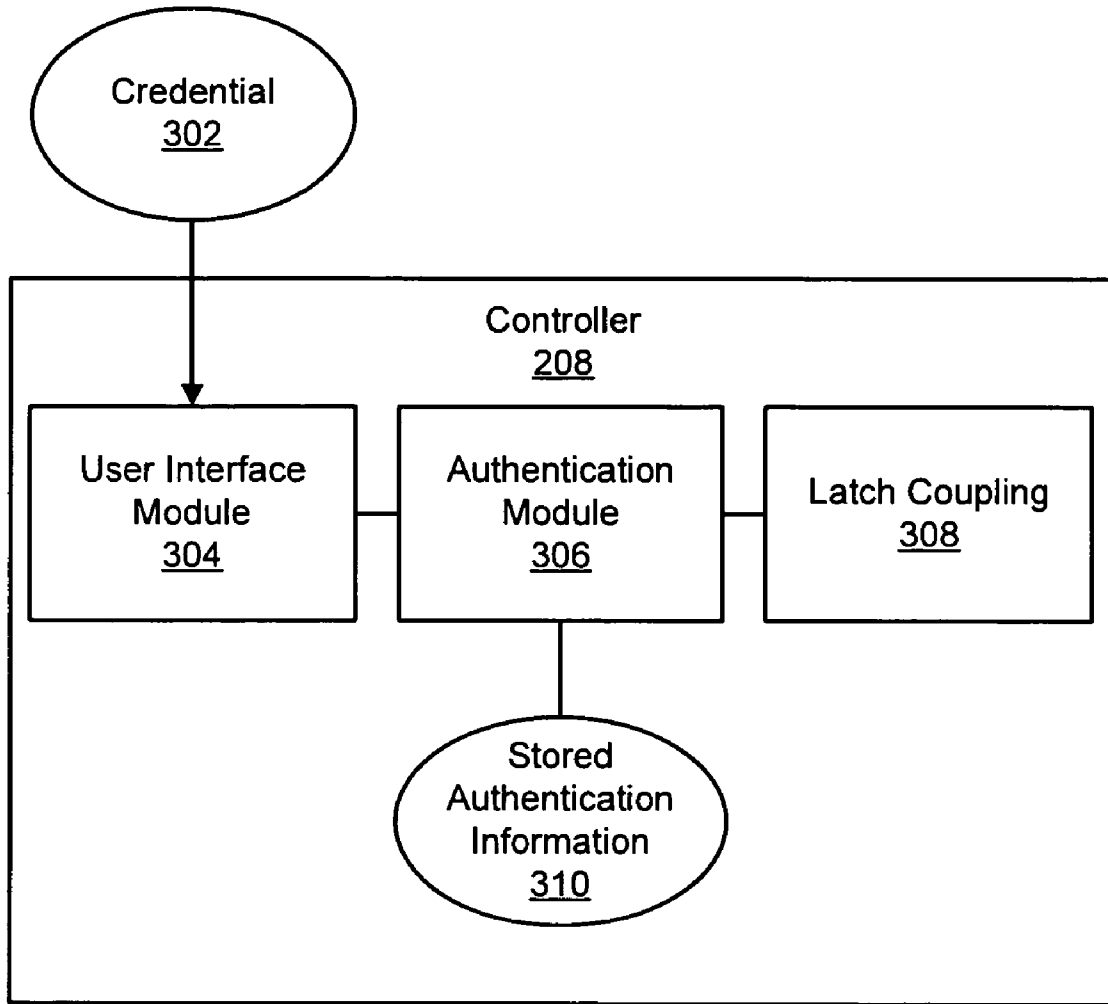 Credential
302
Controller
208
User Interface
Module
304
Authentication
Module
306
Latch Coupling
308
Stored
Authentication
Information
310